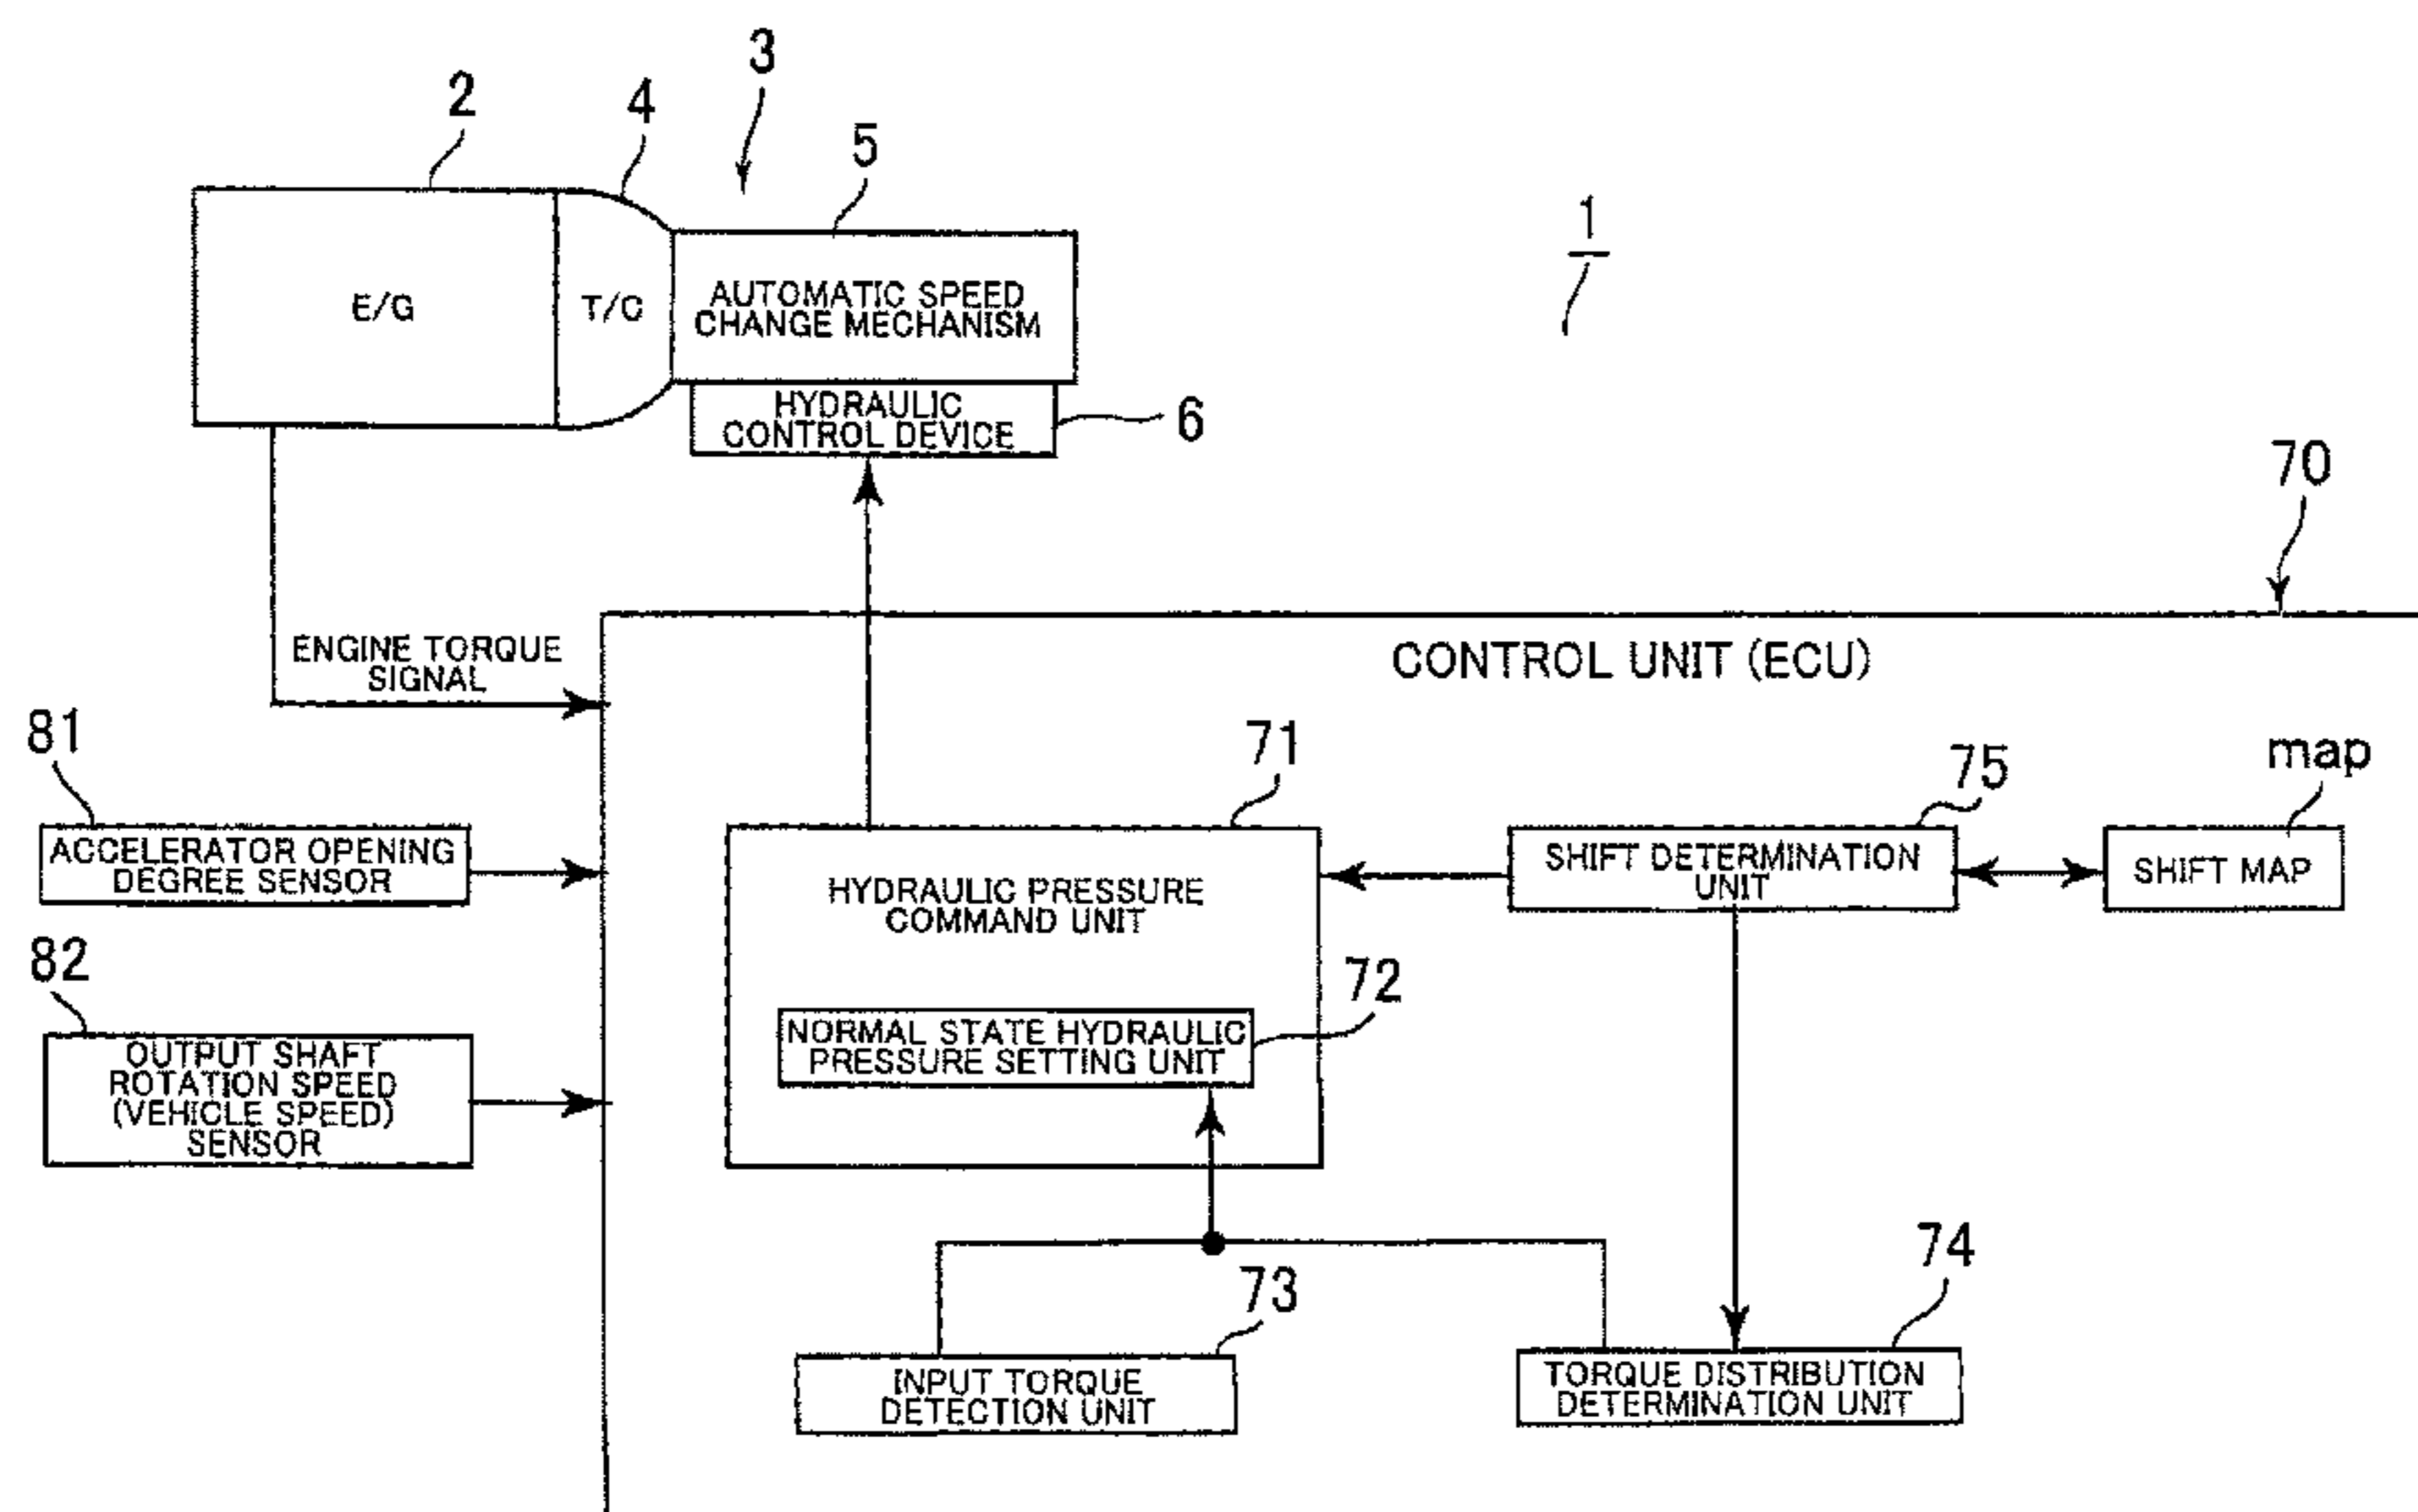 3
2
4
5
1
E/G
T/C
AUTOMATIC SPEED
CHANGE MECHANISM
HYDRAULIC
CONTROL DEVICE
6
70
ENGINE TORQUE
SIGNAL
CONTROL UNIT (ECU)
81
71
75
map
ACCELERATOR OPENING
DEGREE SENSOR
HYDRAULIC PRESSURE
COMMAND UNIT
SHIFT DETERMINATION
UNIT
SHIFT MAP
82
72
OUTPUT SHAFT
ROTATION SPEED
(VEHICLE SPEED)
SENSOR
NORMAL STATE HYDRAULIC
PRESSURE SETTING UNIT
73
74
INPUT TORQUE
DETECTION UNIT
TORQUE DISTRIBUTION
DETERMINATION UNIT